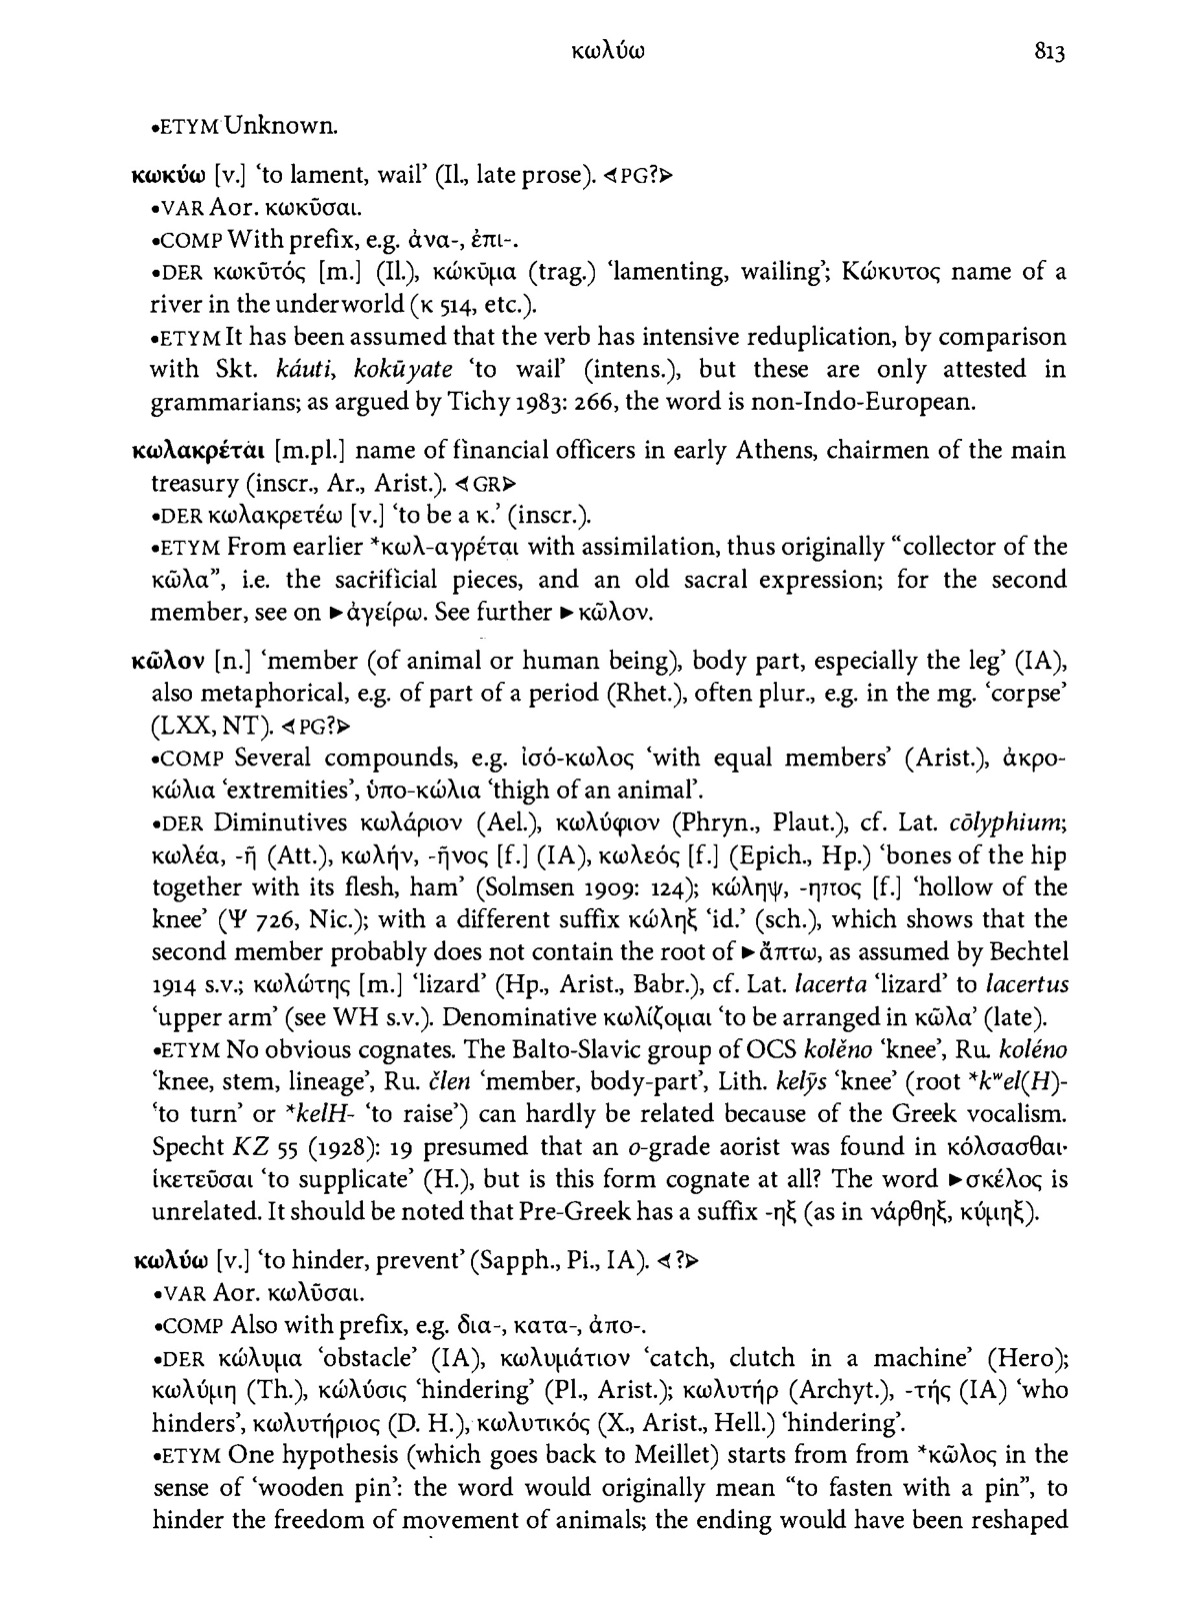 κωλύω 813
•ETYM Unknown.
κωκύω [v.] ‘to lament, wail’ (Il., late prose). ⊰PG?⊱
•VAR Aor. κωκῦσαι.
•COMP With prefix, e.g. ἀνα-, ἐπι-.
•DER κωκῡτός [m.] (Il.), κώκῡμα (trag.) ‘lamenting, wailing’; Κώκυτος name of a
river in the underworld (κ 514, etc.).
•ETYM It has been assumed that the verb has intensive reduplication, by comparison
with Skt. káuti, kokūyate ‘to wail’ (intens.), but these are only attested in
grammarians; as argued by Tichy 1983: 266, the word is non-Indo-European.
κωλακρέται [m.pl.] name of financial officers in early Athens, chairmen of the main
treasury (inscr., Ar., Arist.). ⊰GR⊱
•DER κωλακρετέω [v.] ‘to be a κ.’ (inscr.).
•ETYM From earlier *κωλ-αγρέται with assimilation, thus originally “collector of the
κῶλα”, i.e. the sacrificial pieces, and an old sacral expression; for the second
member, see on ►ἀγείρω. See further ►κῶλον.
κῶλον [n.] ‘member (of animal or human being), body part, especially the leg’ (IA),
also metaphorical, e.g. of part of a period (Rhet.), often plur., e.g. in the mg. ‘corpse’
(LXX, NT). ⊰PG?⊱
•COMP Several compounds, e.g. ἰσό-κωλος ‘with equal members’ (Arist.), ἀκρο-
κώλια ‘extremities’, ὑπο-κώλια ‘thigh of an animal’.
•DER Diminutives κωλάριον (Ael.), κωλύφιον (Phryn., Plaut.), cf. Lat. cōlyphium;
κωλέα, -ῆ (Att.), κωλήν, -ῆνος [f.] (IA), κωλεός [f.] (Epich., Hp.) ‘bones of the hip
together with its flesh, ham’ (Solmsen 1909: 124); κώληψ, -ηπος [f.] ‘hollow of the
knee’ (Ψ 726, Nic.); with a different suffix κώληξ ‘id.’ (sch.), which shows that the
second member probably does not contain the root of ►ἅπτω, as assumed by Bechtel
1914 s.v.; κωλώτης [m.] ‘lizard’ (Hp., Arist., Babr.), cf. Lat. lacerta ‘lizard’ to lacertus
‘upper arm’ (see WH s.v.). Denominative κωλίζομαι ‘to be arranged in κῶλα’ (late).
•ETYM No obvious cognates. The Balto-Slavic group of OCS kolěno ‘knee’, Ru. koléno
‘knee, stem, lineage’, Ru. člen ‘member, body-part’, Lith. kelỹs ‘knee’ (root *kʷel(H)-
‘to turn’ or *kelH- ‘to raise’) can hardly be related because of the Greek vocalism.
Specht KZ 55 (1928): 19 presumed that an o-grade aorist was found in κόλσασθαι·
ἱκετεῦσαι ‘to supplicate’ (H.), but is this form cognate at all? The word ►σκέλος is
unrelated. It should be noted that Pre-Greek has a suffix -ηξ (as in νάρθηξ, κύμηξ).
κωλύω [v.] ‘to hinder, prevent’ (Sapph., Pi., IA). ⊰?⊱
•VAR Aor. κωλῦσαι.
•COMP Also with prefix, e.g. δια-, κατα-, ἀπο-.
•DER κώλυμα ‘obstacle’ (IA), κωλυμάτιον ‘catch, clutch in a machine’ (Hero);
κωλύμη (Th.), κώλύσις ‘hindering’ (Pl., Arist.); κωλυτήρ (Archyt.), -τής (IA) ‘who
hinders’, κωλυτήριος (D. H.), κωλυτικός (X., Arist., Hell.) ‘hindering’.
•ETYM One hypothesis (which goes back to Meillet) starts from from *κῶλος in the
sense of ‘wooden pin’: the word would originally mean “to fasten with a pin”, to
hinder the freedom of movement of animals; the ending would have been reshaped